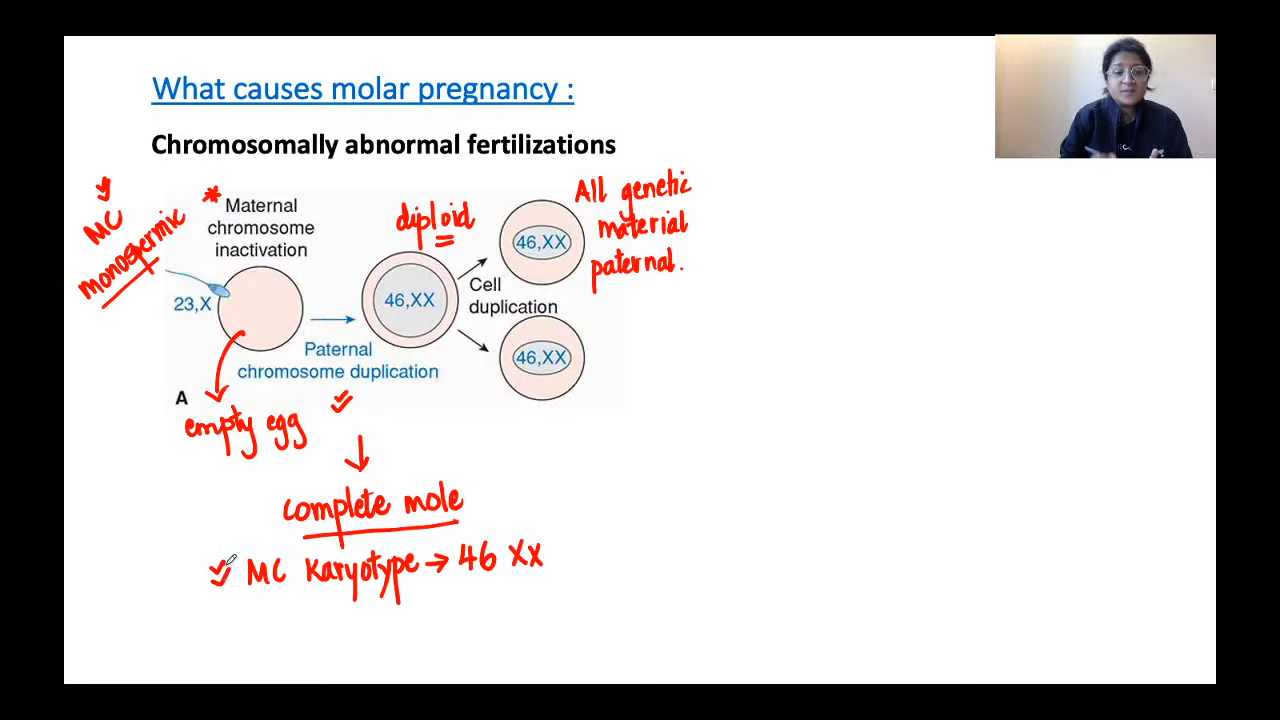 What causes molar pregnancy :
Chromosomally abnormal fertilizations
MC
monospermic
*
Maternal
chromosome
inactivation
23,X
diploid
46,XX
Paternal
chromosome duplication
Cell
duplication
46,XX
46,XX
All genetic
material
paternal.
A
empty egg
complete mole
MC Karyotype → 46 XX